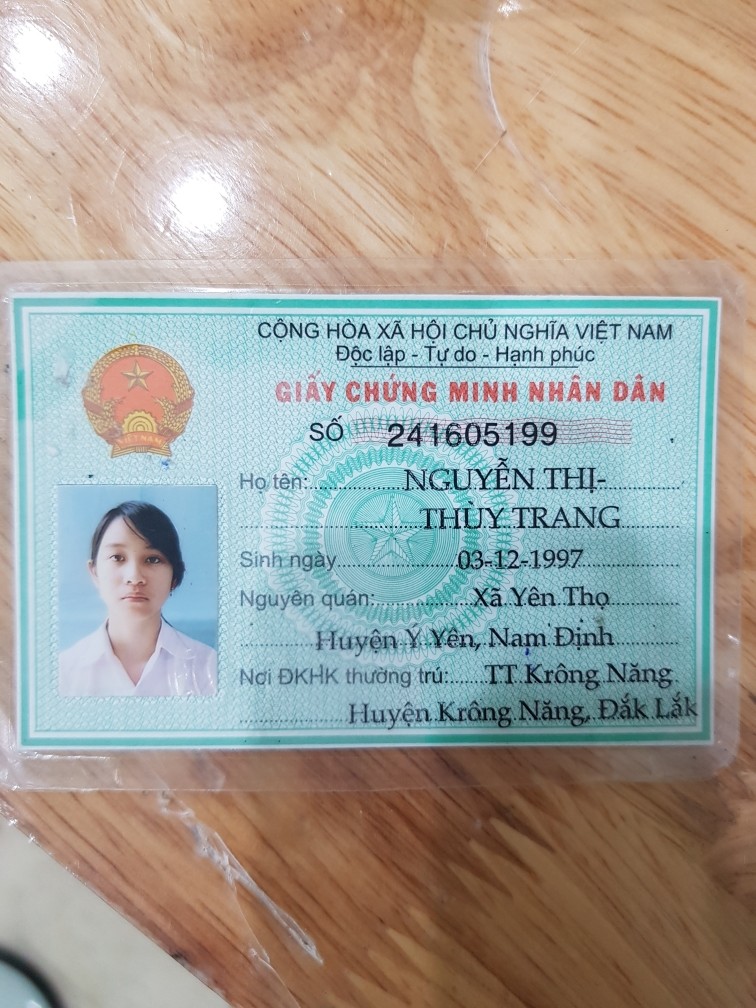 CỘNG HÒA XÃ HỘI CHỦ NGHĨA VIỆT NAM
Độc lập - Tự do - Hạnh phúc
GIẤY CHỨNG MINH NHÂN DÂN
SỐ 241605199
VIỆT NAM
Họ tên: NGUYỄN THỊ-
THÙY TRANG
Sinh ngày 03-12-1997
Nguyên quán: Xã Yên Thọ
Huyện Ý Yên, Nam Định
Nơi ĐKHK thường trú: TT Krông Năng
Huyện Krông Năng, Đắk Lắk